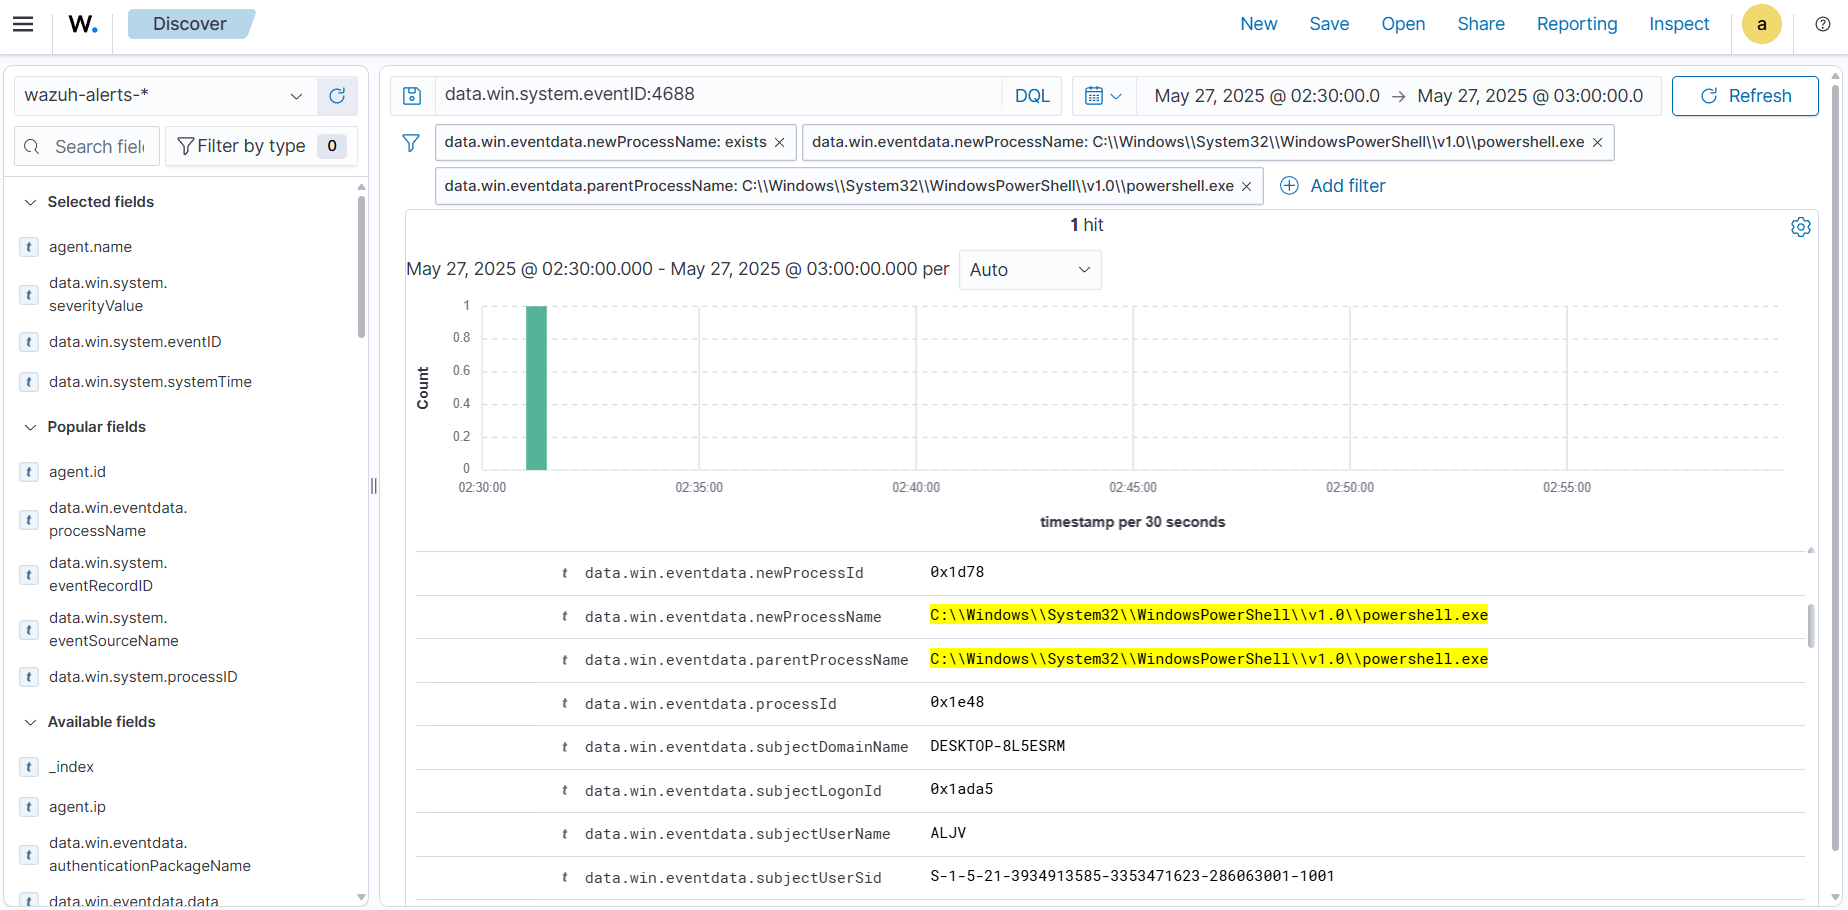 W.
Discover
New
Save
Open
Share
Reporting
Inspect
a
wazuh-alerts-*
Search fiel
Filter by type 0
Selected fields
t agent.name
t data.win.system.
severityValue
t data.win.system.eventID
t data.win.system.systemTime
Popular fields
t agent.id
t data.win.eventdata.
processName
t data.win.system.
eventRecordID
t data.win.system.
eventSourceName
t data.win.system.processID
Available fields
t _index
t agent.ip
t data.win.eventdata.
authenticationPackageName
t data.win.eventdata.data
data.win.system.eventID:4688
DQL
May 27, 2025 @ 02:30:00.0 → May 27, 2025 @ 03:00:00.0
Refresh
data.win.eventdata.newProcessName: exists ×
data.win.eventdata.newProcessName: C:\\Windows\\System32\\WindowsPowerShell\\v1.0\\powershell.exe ×
data.win.eventdata.parentProcessName: C:\\Windows\\System32\\WindowsPowerShell\\v1.0\\powershell.exe ×
Add filter
1 hit
May 27, 2025 @ 02:30:00.000 - May 27, 2025 @ 03:00:00.000 per Auto
Count
1
0.8
0.6
0.4
0.2
0
02:30:00 02:35:00 02:40:00 02:45:00 02:50:00 02:55:00
timestamp per 30 seconds
t data.win.eventdata.newProcessId 0x1d78
t data.win.eventdata.newProcessName C:\\Windows\\System32\\WindowsPowerShell\\v1.0\\powershell.exe
t data.win.eventdata.parentProcessName C:\\Windows\\System32\\WindowsPowerShell\\v1.0\\powershell.exe
t data.win.eventdata.processId 0x1e48
t data.win.eventdata.subjectDomainName DESKTOP-8L5ESRM
t data.win.eventdata.subjectLogonId 0x1ada5
t data.win.eventdata.subjectUserName ALJV
t data.win.eventdata.subjectUserSid S-1-5-21-3934913585-3353471623-286063001-1001